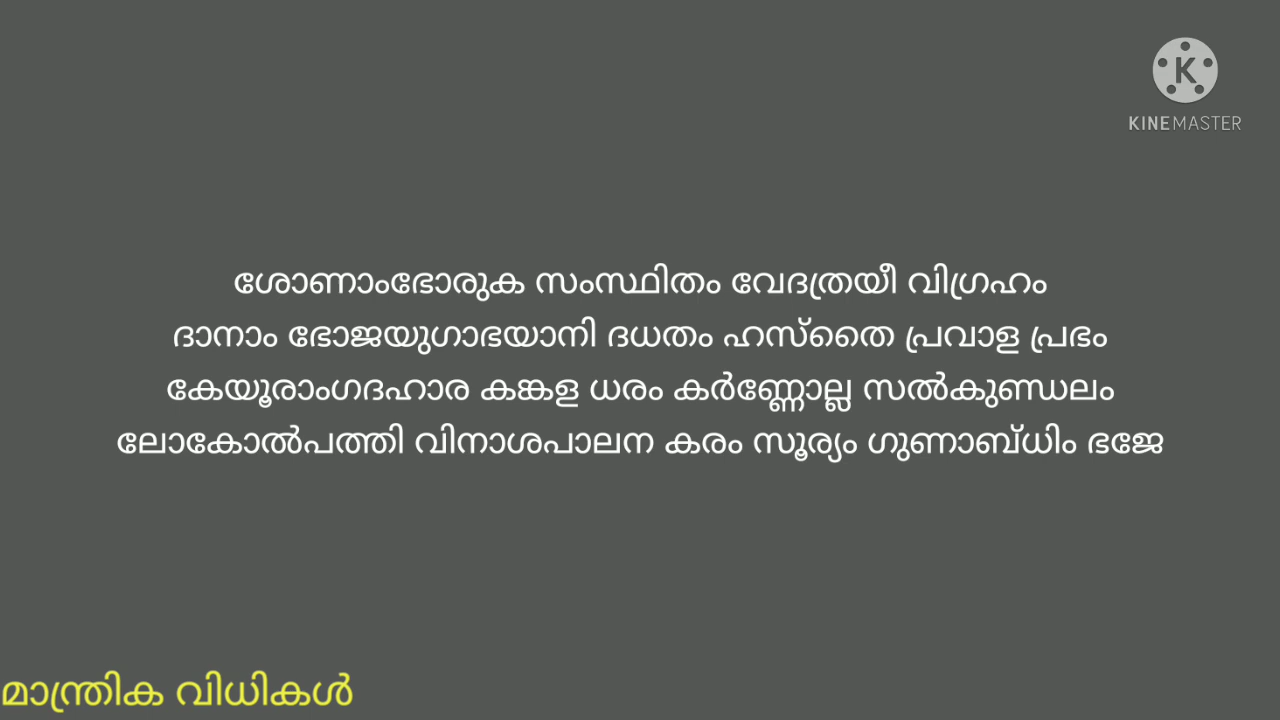 KINEMASTER
ശോണാംഭോരുക സംസ്ഥിതം വേദത്രയീ വിഗ്രഹം
ദാനാം ഭോജയുഗാഭയാനി ദധതം ഹസ്തൈ പ്രവാള പ്രഭം
കേയൂരാംഗദഹാര കങ്കള ധരം കർണ്ണോല്ല സൽകുണ്ഡലം
ലോകോൽപത്തി വിനാശപാലന കരം സൂര്യം ഗുണാബ്ധിം ഭജേ
മാന്ത്രിക വിധികൾ